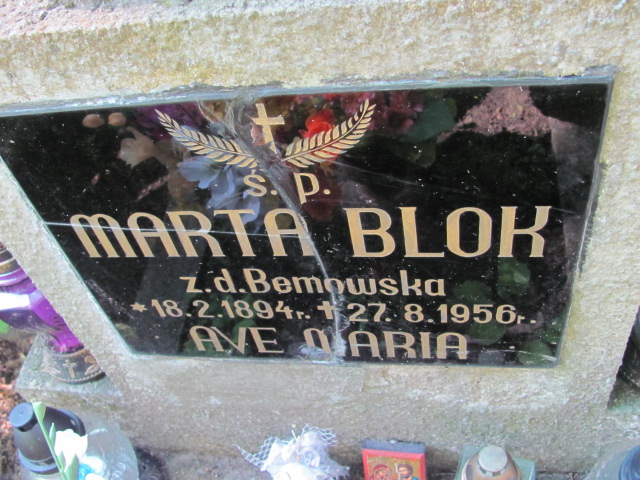 ś. p.
MARTA BLOK
z.d. Bemowska
*18.2.1894r. ✝ 27.8.1956r.
AVE MARIA